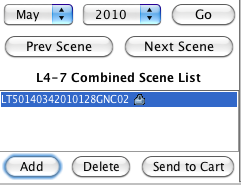 May 2010 Go
Prev Scene Next Scene
L4-7 Combined Scene List
LT50140342010128GNC02
Add Delete Send to Cart